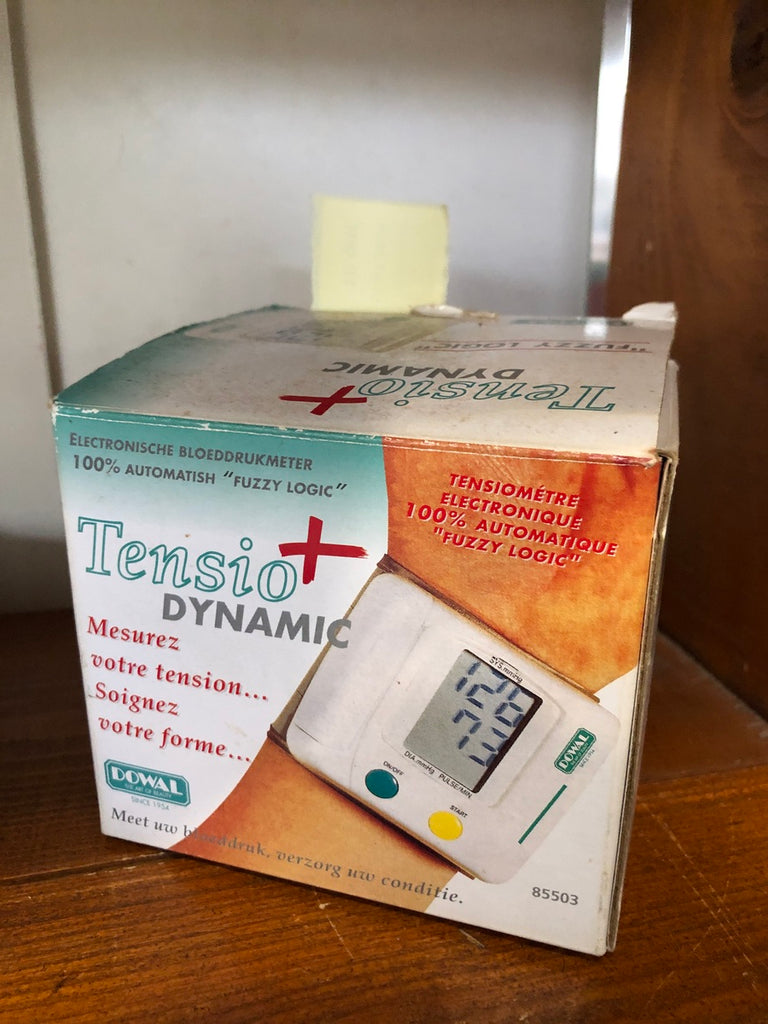 "FUZZY LOGIC"
Tensio+
DYNAMIC
ELECTRONISCHE BLOEDDRUKMETER
100% AUTOMATISH "FUZZY LOGIC"
TENSIOMÉTRE
ELECTRONIQUE
100% AUTOMATIQUE
"FUZZY LOGIC"
Tensio+
DYNAMIC
Mesurez
votre tension...
Soignez
votre forme...
SYS mmHg
126
73
DIA mmHg PULSE/MIN.
ON/OFF
START
DOWAL
DOWAL
THE ART OF BEAUTY
SINCE 1954
Meet uw bloeddruk, verzorg uw conditie.
85503